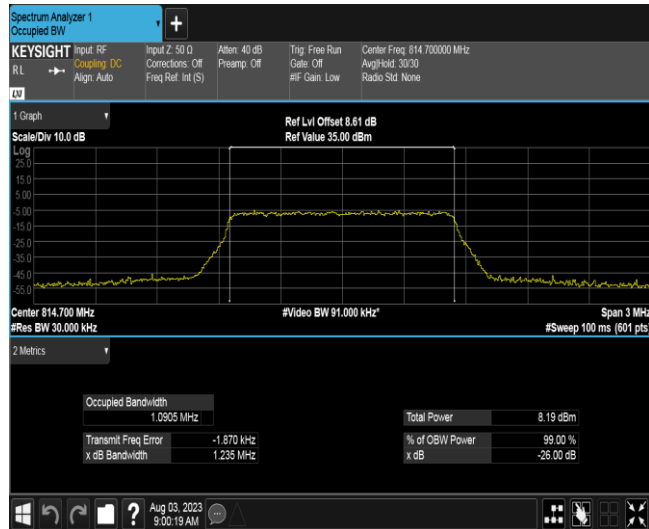 Spectrum Analyzer 1
Occupied BW
+
KEYSIGHT
RL
LXI
Input: RF
Coupling: DC
Align: Auto
Input Z: 50 Ω
Corrections: Off
Freq Ref: Int (S)
Atten: 40 dB
Preamp: Off
Trig: Free Run
Gate: Off
#IF Gain: Low
Center Freq: 814.700000 MHz
Avg|Hold: 30/30
Radio Std: None
1 Graph
Scale/Div 10.0 dB
Ref Lvl Offset 8.61 dB
Ref Value 35.00 dBm
Log
25.0
15.0
5.00
-5.00
-15.0
-25.0
-35.0
-45.0
-55.0
Center 814.700 MHz
#Video BW 91.000 kHz*
Span 3 MHz
#Res BW 30.000 kHz
#Sweep 100 ms (601 pts
2 Metrics
Occupied Bandwidth
1.0905 MHz
Total Power 8.19 dBm
Transmit Freq Error -1.870 kHz
% of OBW Power 99.00 %
x dB Bandwidth 1.235 MHz
x dB -26.00 dB
?
Aug 03, 2023
9:00:19 AM